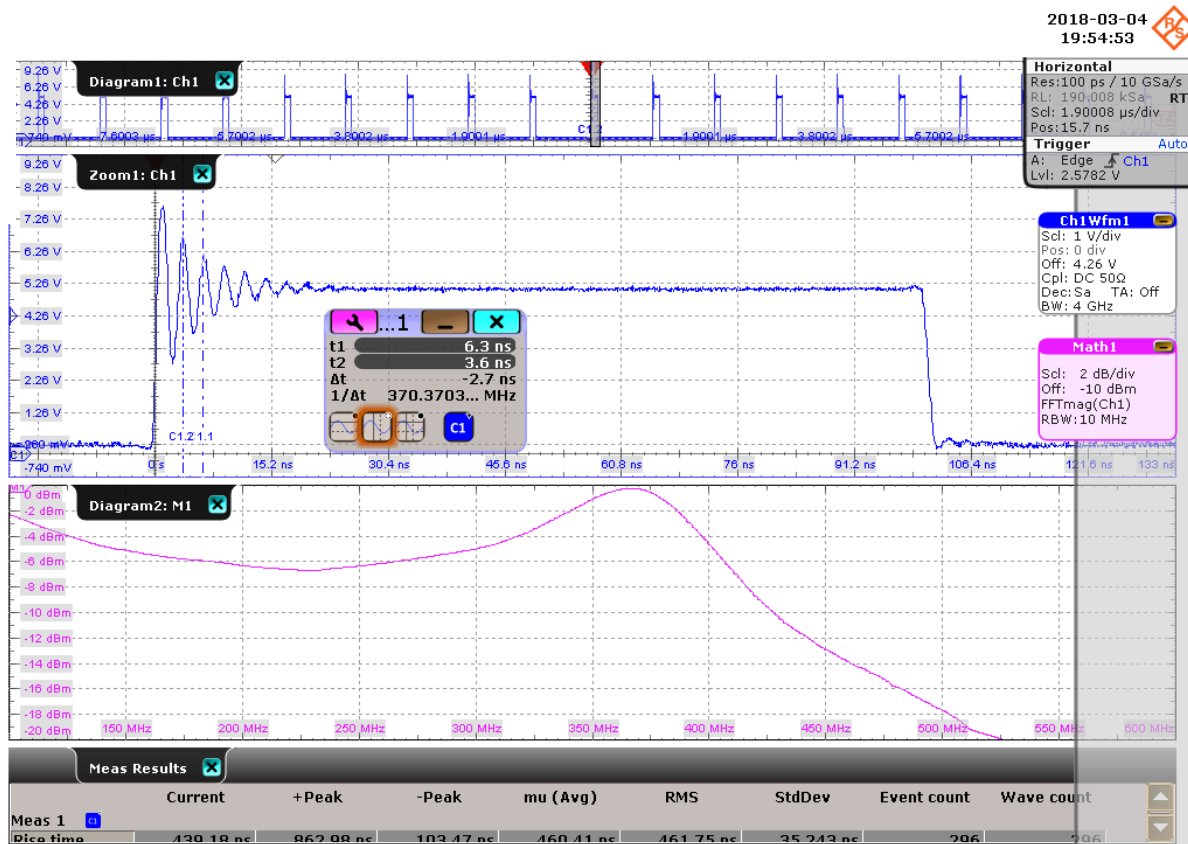 2018-03-04
19:54:53
Horizontal
Res:100 ps / 10 GSa/s
RL: 190.008 kSa RT
Scl: 1.90008 µs/div
Pos:15.7 ns
Trigger Auto
A: Edge Ch1
Lvl: 2.5782 V
Diagram1: Ch1
9.26 V
6.26 V
4.26 V
2.26 V
-740 mV -7.6003 µs -5.7002 µs -3.8002 µs -1.9001 µs 1.9001 µs 3.8002 µs 5.7002 µs
Zoom1: Ch1
9.26 V
8.26 V
7.26 V
6.26 V
5.26 V
4.26 V
3.26 V
2.26 V
1.26 V
260 mV
C1.2 1.1
-740 mV 0 s 15.2 ns 30.4 ns 45.6 ns 60.8 ns 76 ns 91.2 ns 106.4 ns 121.6 ns 133 ns
...1
t1 6.3 ns
t2 3.6 ns
Δt -2.7 ns
1/Δt 370.3703... MHz
C1
Ch1Wfm1
Scl: 1 V/div
Pos: 0 div
Off: 4.26 V
Cpl: DC 50Ω
Dec:Sa TA: Off
BW: 4 GHz
Math1
Scl: 2 dB/div
Off: -10 dBm
FFTmag(Ch1)
RBW:10 MHz
Diagram2: M1
0 dBm
-2 dBm
-4 dBm
-6 dBm
-8 dBm
-10 dBm
-12 dBm
-14 dBm
-16 dBm
-18 dBm
-20 dBm
150 MHz 200 MHz 250 MHz 300 MHz 350 MHz 400 MHz 450 MHz 500 MHz 550 MHz 600 MHz
Meas Results
Current +Peak -Peak mu (Avg) RMS StdDev Event count Wave count
Meas 1 C1
Rise time 439.18 ns 862.98 ns 103.47 ns 460.41 ns 461.75 ns 35.243 ns 296 296